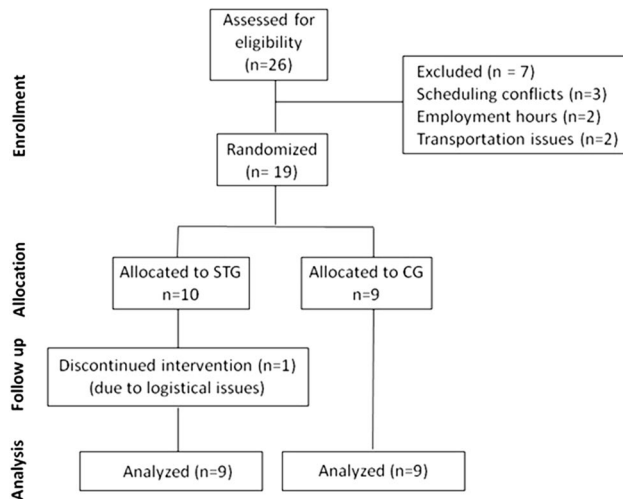 Enrollment
Assessed for
eligibility
(n=26)
Excluded (n = 7)
Scheduling conflicts (n=3)
Employment hours (n=2)
Transportation issues (n=2)
Randomized
(n= 19)
Allocation
Allocated to STG
n=10
Allocated to CG
n=9
Follow up
Discontinued intervention (n=1)
(due to logistical issues)
Analysis
Analyzed (n=9)
Analyzed (n=9)